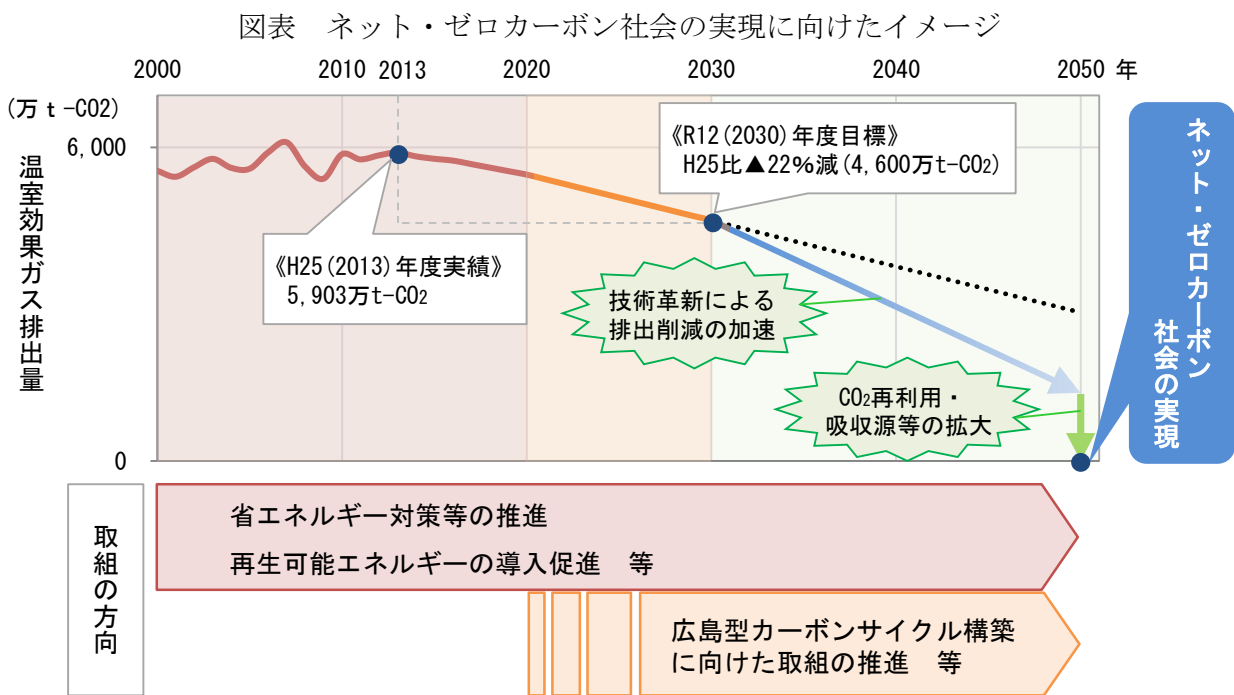 図表　ネット・ゼロカーボン社会の実現に向けたイメージ
2000 2010 2013 2020 2030 2040 2050 年
(万ｔ-CO2)
6,000
0
温室効果ガス排出量
《R12(2030)年度目標》
H25比▲22%減(4,600万t-CO₂)
《H25(2013)年度実績》
5,903万t-CO₂
技術革新による
排出削減の加速
CO₂再利用・
吸収源等の拡大
ネット・ゼロカーボン
社会の実現
取組の方向
省エネルギー対策等の推進
再生可能エネルギーの導入促進　等
広島型カーボンサイクル構築
に向けた取組の推進　等